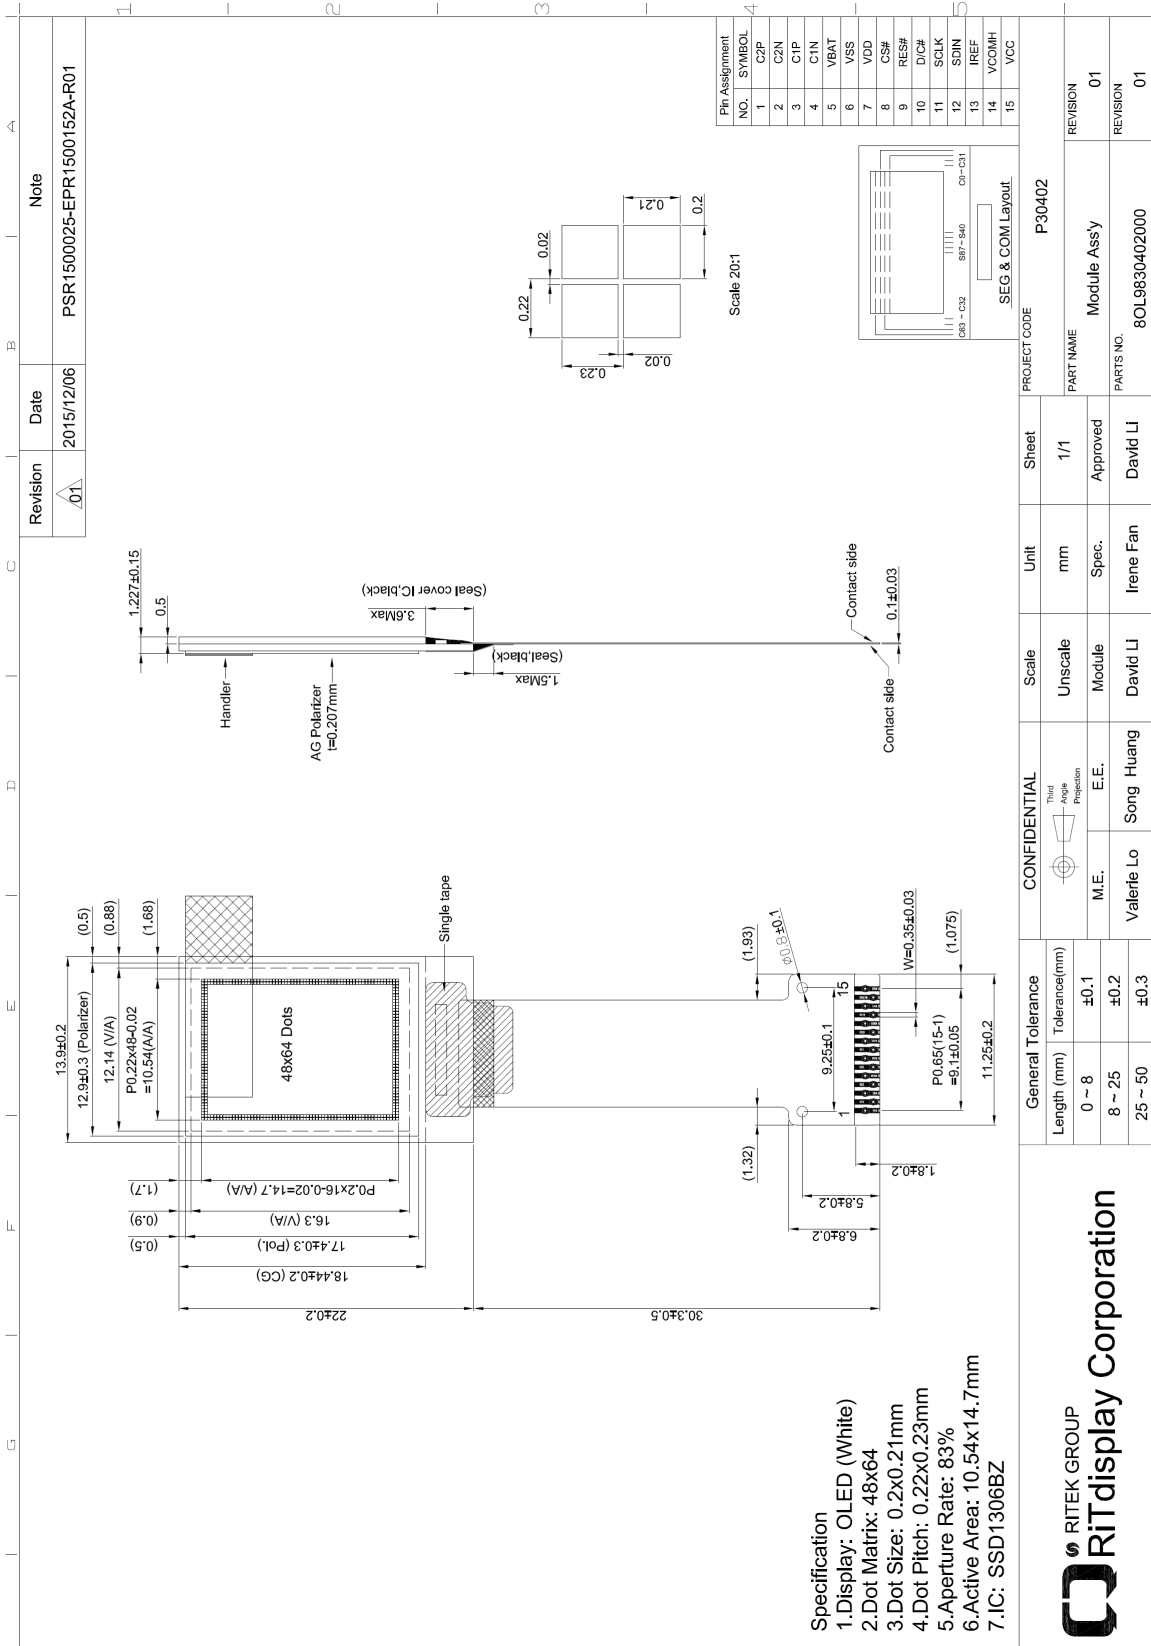 1
2
3
4
5
A
B
C
D
E
F
G
Revision
Date
Note
01
2015/12/06
PSR1500025-EPR1500152A-R01
Pin Assignment
NO. SYMBOL
1 C2P
2 C2N
3 C1P
4 C1N
5 VBAT
6 VSS
7 VDD
8 CS#
9 RES#
10 D/C#
11 SCLK
12 SDIN
13 IREF
14 VCOMH
15 VCC
13.9±0.2
12.9±0.3 (Polarizer)
12.14 (V/A)
P0.22x48-0.02
=10.54(A/A)
(0.5)
(0.88)
(1.68)
48x64 Dots
(1.7)
(0.9)
(0.5)
P0.2x16-0.02=14.7 (A/A)
16.3 (V/A)
17.4±0.3 (Pol.)
18.44±0.2 (CG)
22±0.2
30.3±0.5
Single tape
(1.93)
Φ0.8±0.1
(1.32)
9.25±0.1
1
15
W=0.35±0.03
P0.65(15-1)
=9.1±0.05
(1.075)
11.25±0.2
1.8±0.2
5.8±0.2
6.8±0.2
1.227±0.15
0.5
Handler
AG Polarizer
t=0.207mm
3.6Max
(Seal cover IC,black)
(Seal,black)
1.5Max
Contact side
Contact side
0.1±0.03
0.22
0.02
0.23
0.02
0.21
0.2
Scale 20:1
C63 ~ C32
S87 ~ S40
C0 ~ C31
SEG & COM Layout
Specification
1.Display: OLED (White)
2.Dot Matrix: 48x64
3.Dot Size: 0.2x0.21mm
4.Dot Pitch: 0.22x0.23mm
5.Aperture Rate: 83%
6.Active Area: 10.54x14.7mm
7.IC: SSD1306BZ
RITEK GROUP
RiTdisplay Corporation
General Tolerance
Length (mm) Tolerance(mm)
0 ~ 8 ±0.1
8 ~ 25 ±0.2
25 ~ 50 ±0.3
CONFIDENTIAL
Third
Angle
Projection
M.E.
E.E.
Valerie Lo
Song Huang
Scale
Unscale
Module
David Li
Unit
mm
Spec.
Irene Fan
Sheet
1/1
Approved
David Li
PROJECT CODE
P30402
PART NAME
Module Ass'y
REVISION
01
PARTS NO.
8OL9830402000
REVISION
01